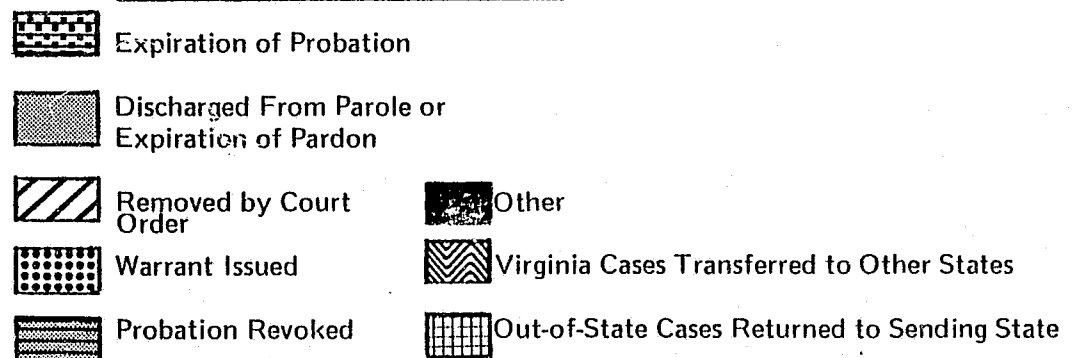 Expiration of Probation
Discharged From Parole or
Expiration of Pardon
Removed by Court
Order
Warrant Issued
Probation Revoked
Other
Virginia Cases Transferred to Other States
Out-of-State Cases Returned to Sending State